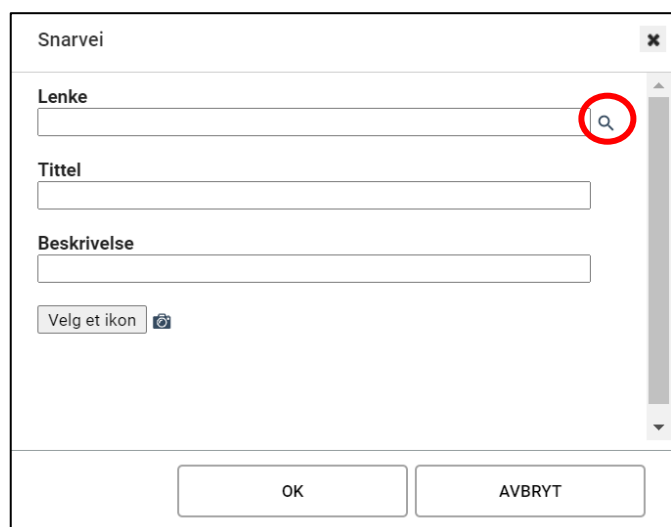 Snarvei
Lenke
Tittel
Beskrivelse
Velg et ikon
OK
AVBRYT